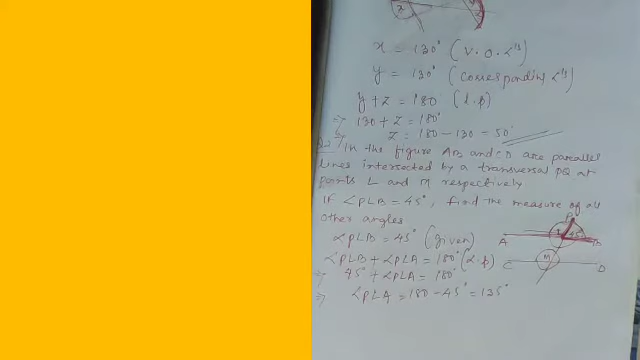 x
x = 130° (V.O.∠'s)
y = 130° (corresponding ∠'s)
y + z = 180 (L.P)
⇒ 130 + z = 180°
z = 180 - 130 = 50°
Q2 In the figure AB and CD are parallel
lines intersected by a transversal PQ at
points L and M respectively
If ∠PLB = 45°, find the measure of all
other angles
P
L 45°
A B
∠PLB = 45° (given)
∠PLB + ∠PLA = 180° (L.P)
C M D
⇒ 45° + ∠PLA = 180°
⇒ ∠PLA = 180 - 45° = 135°